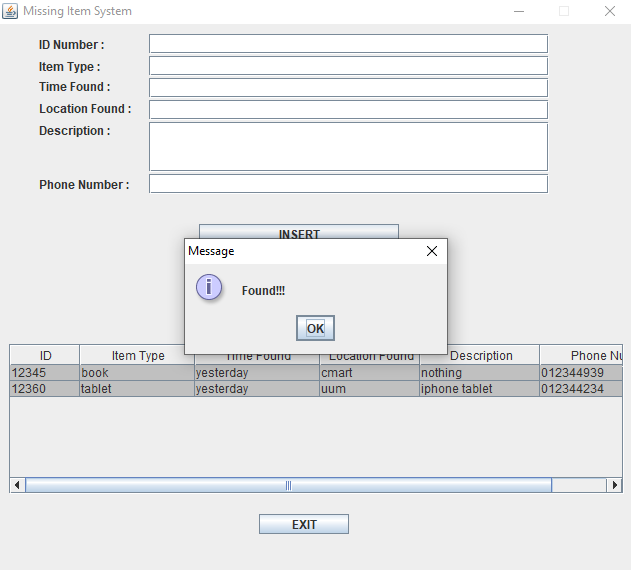 Missing Item System
ID Number :
Item Type :
Time Found :
Location Found :
Description :
Phone Number :
INSERT
Message
Found!!!
OK
ID Item Type Time Found Location Found Description Phone Nu
12345 book yesterday cmart nothing 012344939
12360 tablet yesterday uum iphone tablet 012344234
EXIT